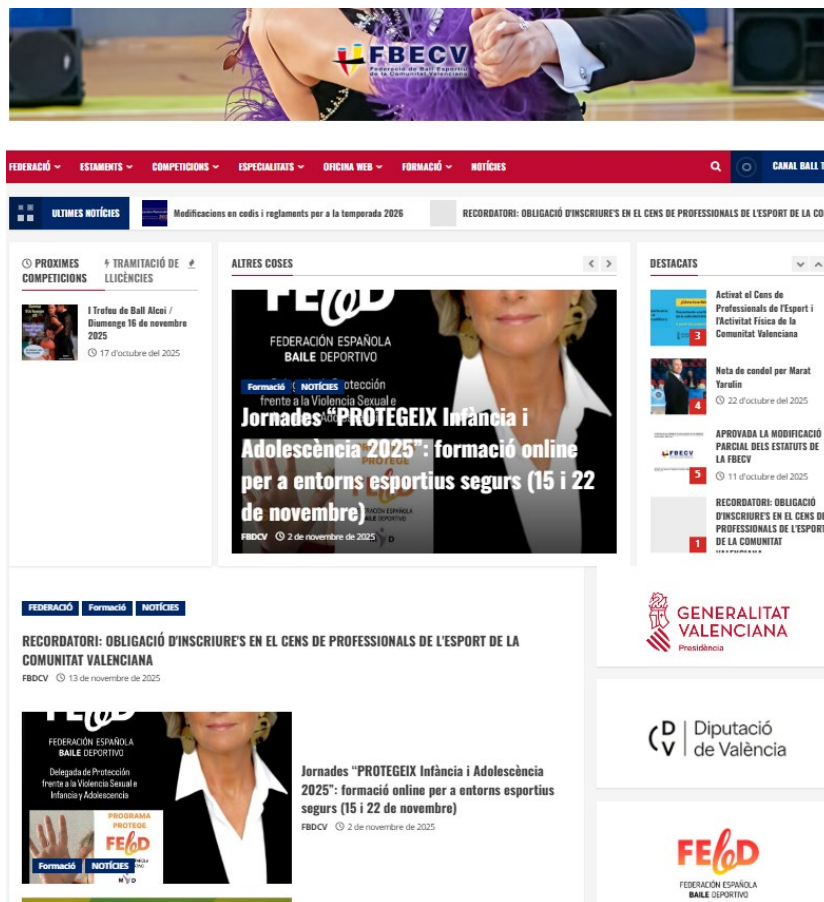 FBECV
Federació de Ball Esportiu
de la Comunitat Valenciana
FEDERACIÓ ESTAMENTS COMPETICIONS ESPECIALITATS OFICINA WEB FORMACIÓ NOTÍCIES CANAL BALL T
ULTIMES NOTÍCIES Modificacions en codis i reglaments per a la temporada 2026 RECORDATORI: OBLIGACIÓ D'INSCRIURE'S EN EL CENS DE PROFESSIONALS DE L'ESPORT DE LA CO
PROXIMES
COMPETICIONS
TRAMITACIÓ DE
LLICÈNCIES
I Trofeu de Ball Alcoi /
Diumenge 16 de novembre
2025
17 d'octubre del 2025
ALTRES COSES
FEDERACIÓN ESPAÑOLA
BAILE DEPORTIVO
frente a la Violencia Sexual e
Formació NOTÍCIES
Jornades “PROTEGEIX Infància i
Adolescència 2025”: formació online
per a entorns esportius segurs (15 i 22
de novembre)
FBDCV 2 de novembre de 2025
DESTACATS
3
Activat el Cens de
Professionals de l'Esport i
l'Activitat Física de la
Comunitat Valenciana
4
Nota de condol per Marat
Yarulin
22 d'octubre del 2025
FBECV
5
APROVADA LA MODIFICACIÓ
PARCIAL DELS ESTATUTS DE
LA FBECV
11 d'octubre del 2025
1
RECORDATORI: OBLIGACIÓ
D'INSCRIURE'S EN EL CENS DE
PROFESSIONALS DE L'ESPORT
DE LA COMUNITAT
FEDERACIÓ Formació NOTÍCIES
RECORDATORI: OBLIGACIÓ D'INSCRIURE'S EN EL CENS DE PROFESSIONALS DE L'ESPORT DE LA
COMUNITAT VALENCIANA
FBDCV 13 de novembre de 2025
FEDERACIÓN ESPAÑOLA
BAILE DEPORTIVO
Delegada de Protección
frente a la Violencia Sexual e
Infancia y Adolescencia
PROGRAMA
PROTEGE
FEbD
Formació NOTÍCIES
Jornades “PROTEGEIX Infància i Adolescència
2025”: formació online per a entorns esportius
segurs (15 i 22 de novembre)
FBDCV 2 de novembre de 2025
GENERALITAT
VALENCIANA
Presidència
DV Diputació
de València
FEbD
FEDERACIÓN ESPAÑOLA
BAILE DEPORTIVO